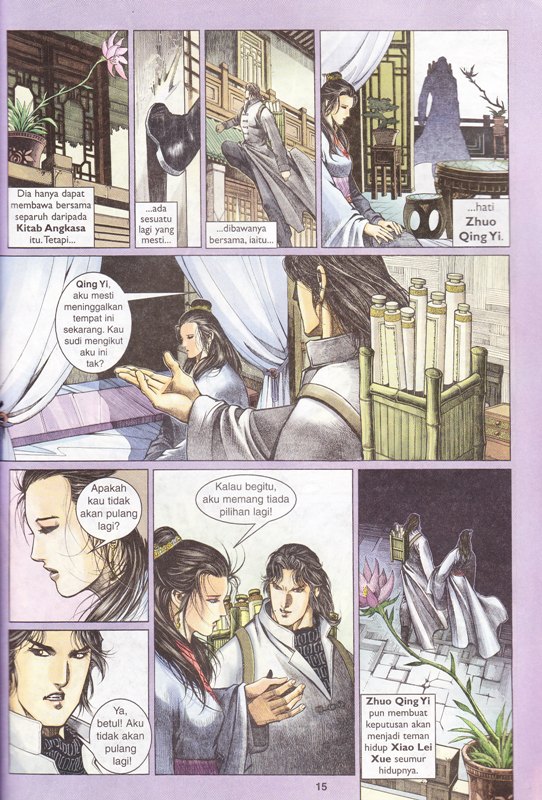 Dia hanya dapat
membawa bersama
separuh daripada
Kitab Angkasa
itu. Tetapi...
...ada
sesuatu
lagi yang
mesti...
...dibawanya
bersama, iaitu...
...hati
Zhuo
Qing Yi.
Qing Yi,
aku mesti
meninggalkan
tempat ini
sekarang. Kau
sudi mengikut
aku ini
tak?
Apakah
kau tidak
akan pulang
lagi?
Ya,
betul! Aku
tidak akan
pulang
lagi!
Kalau begitu,
aku memang tiada
pilihan lagi!
Zhuo Qing Yi
pun membuat
keputusan akan
menjadi teman
hidup Xiao Lei
Xue seumur
hidupnya.
15